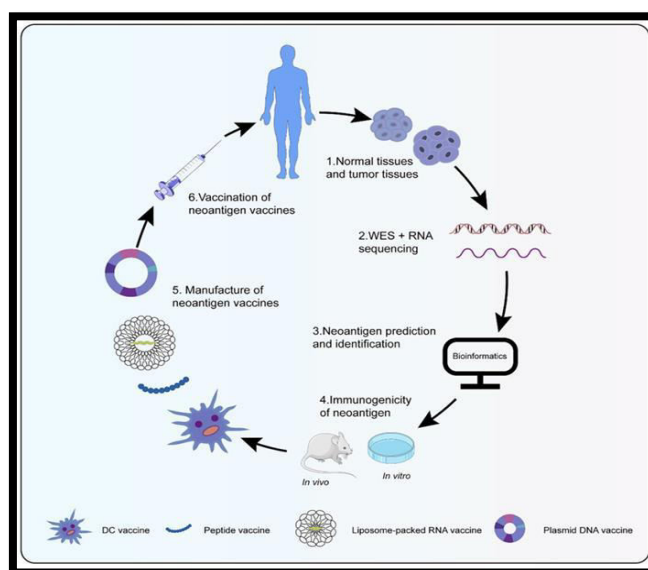 1.Normal tissues
and tumor tissues
2.WES + RNA
sequencing
3.Neoantigen prediction
and identification
Bioinformatics
4.Immunogenicity
of neoantigen
In vivo
In vitro
5. Manufacture of
neoantigen vaccines
6.Vaccination of
neoantigen vaccines
DC vaccine
Peptide vaccine
Liposome-packed RNA vaccine
Plasmid DNA vaccine